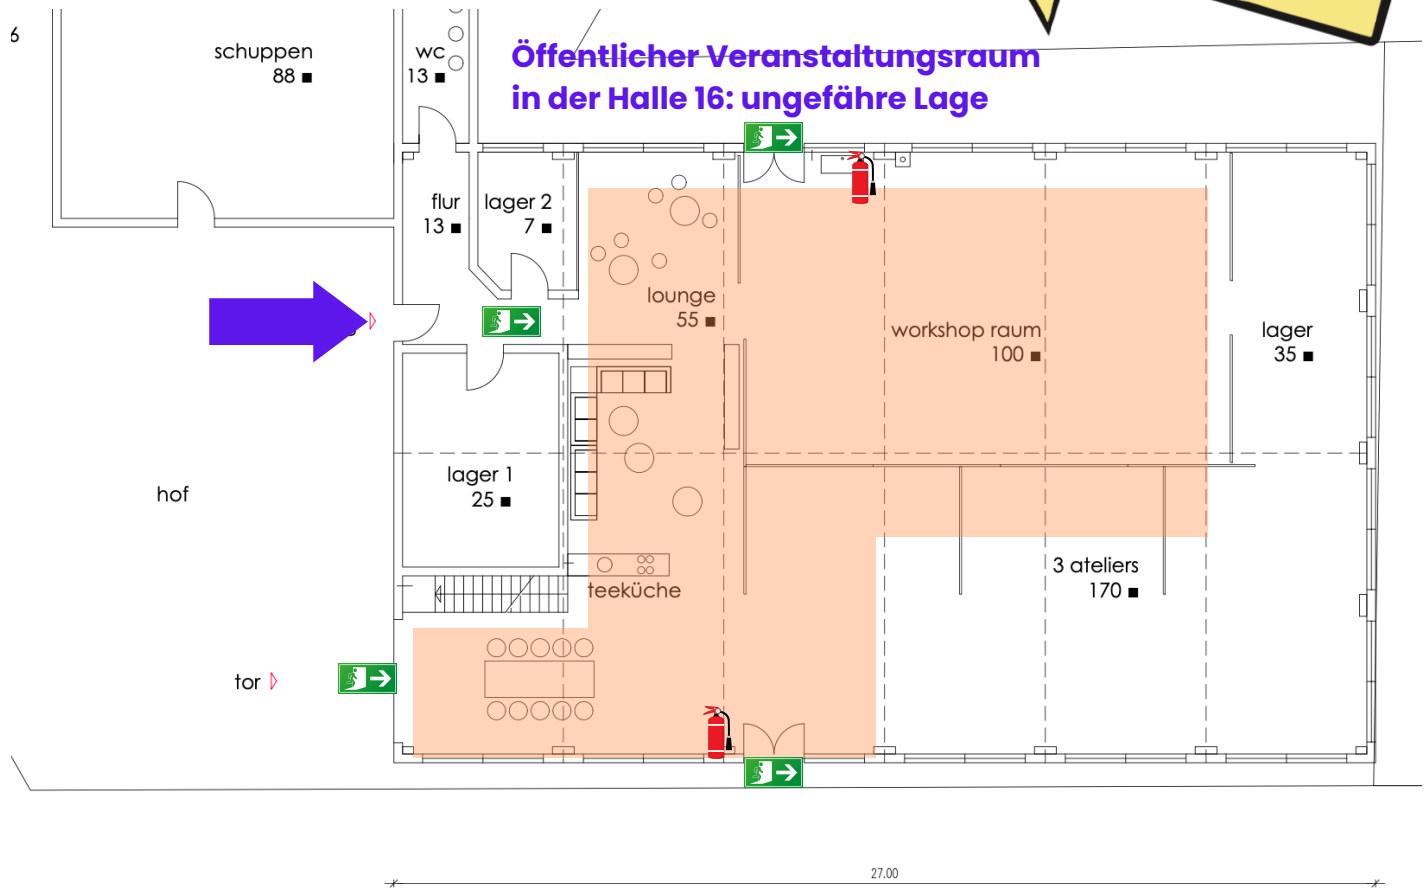 6
schuppen
88
wc
13
Öffentlicher Veranstaltungsraum
in der Halle 16: ungefähre Lage
flur
13
lager 2
7
lounge
55
workshop raum
100
lager
35
lager 1
25
hof
3 ateliers
170
teeküche
tor
27.00